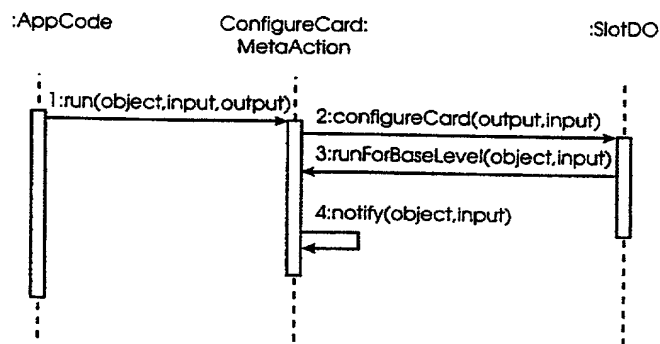 :AppCode
ConfigureCard:
MetaAction
:SlotDO
1:run(object,input,output)
2:configureCard(output,input)
3:runForBaseLevel(object,input)
4:notify(object,input)